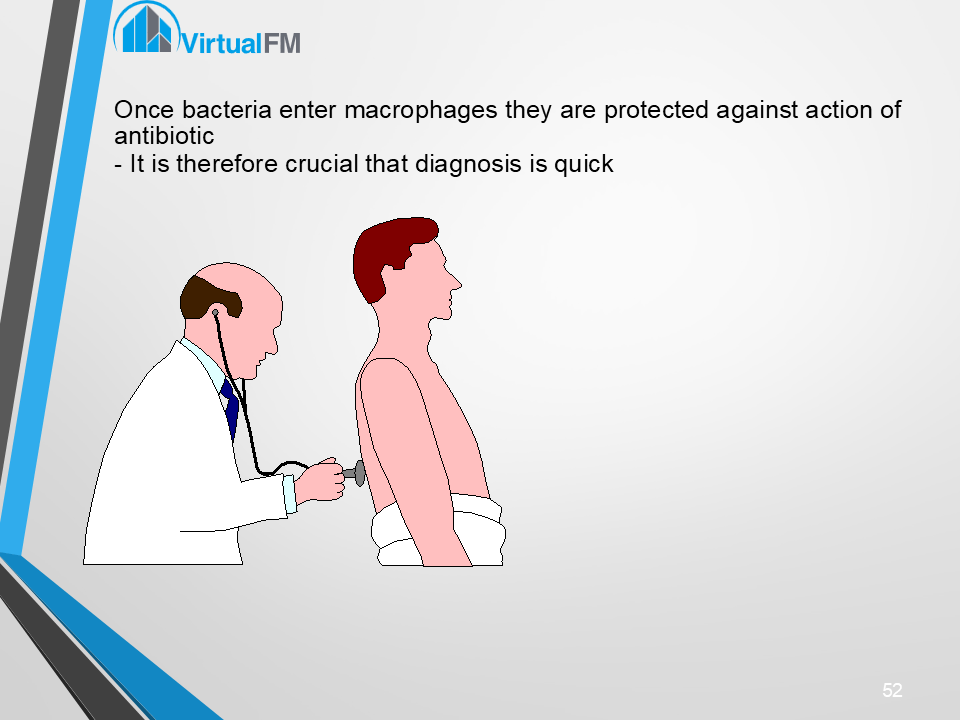 VirtualFM
Once bacteria enter macrophages they are protected against action of
antibiotic
- It is therefore crucial that diagnosis is quick
52